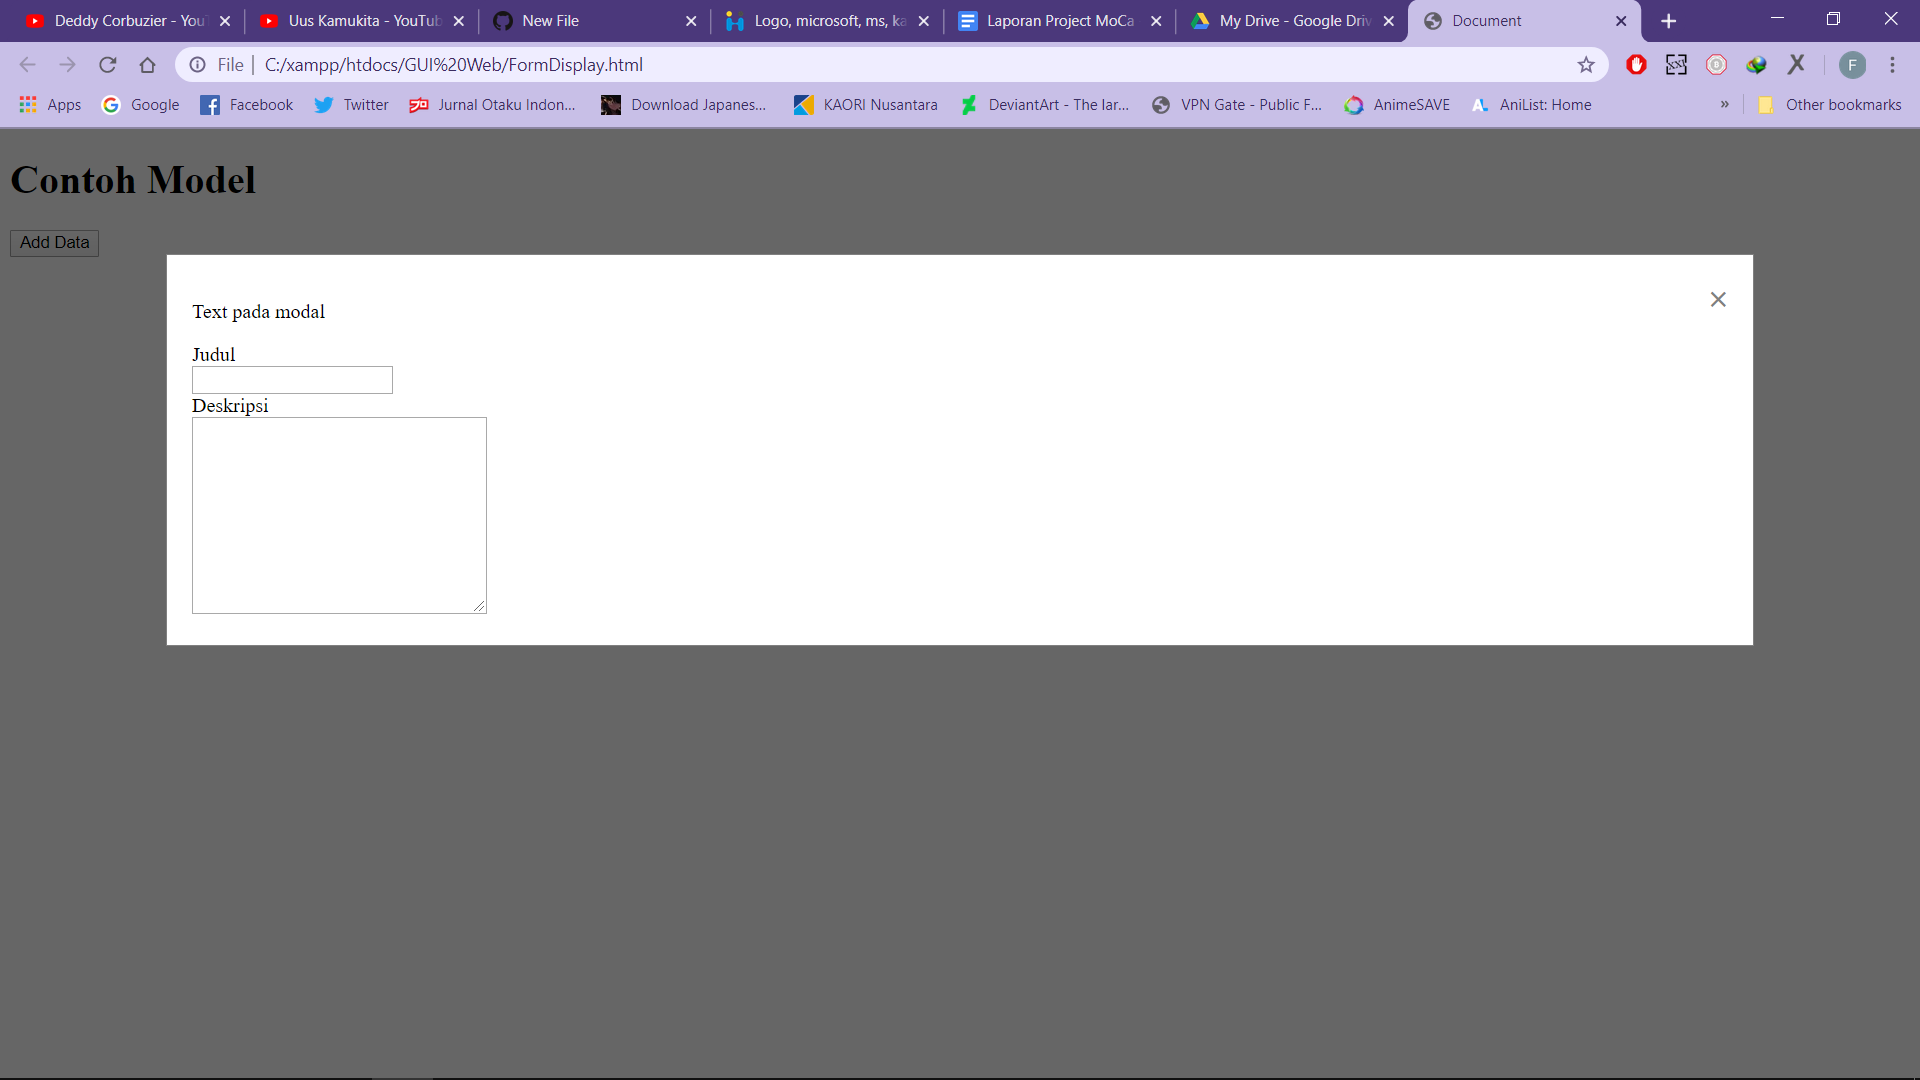 Deddy Corbuzier - You
Uus Kamukita - YouTub
New File
Logo, microsoft, ms, ka
Laporan Project MoCa
My Drive - Google Driv
Document
File
C:/xampp/htdocs/GUI%20Web/FormDisplay.html
F
Apps
Google
Facebook
Twitter
Jurnal Otaku Indon...
Download Japanes...
KAORI Nusantara
DeviantArt - The lar...
VPN Gate - Public F...
AnimeSAVE
AniList: Home
»
Other bookmarks
Contoh Model
Add Data
Text pada modal
Judul
Deskripsi